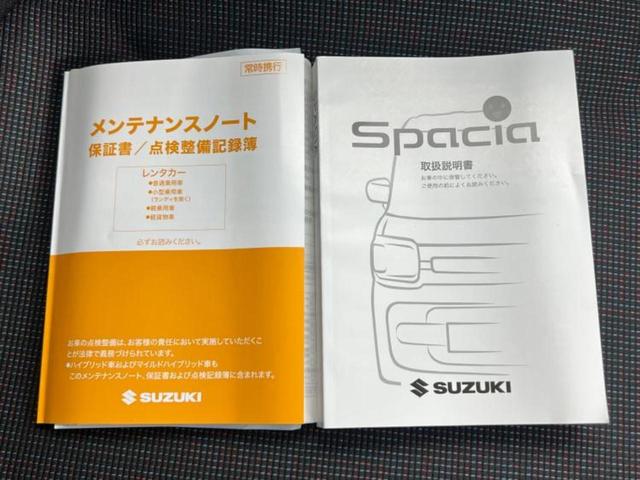 常時携行
メンテナンスノート
保証書／点検整備記録簿
レンタカー
●普通乗用車
●小型乗用車
(ランディを除く)
●軽乗用車
●軽貨物車
必ずお読みください。
お車の点検整備は、お客様の責任において実施していただくこ
とが法律で義務づけられています。
●ハイブリッド車およびマイルドハイブリッド車も
このメンテナンスノート、保証書および点検記録簿に含まれます。
SUZUKI
Spacia
取扱説明書
お車の中に保管してください。
ご使用の前によくお読みください。
SUZUKI